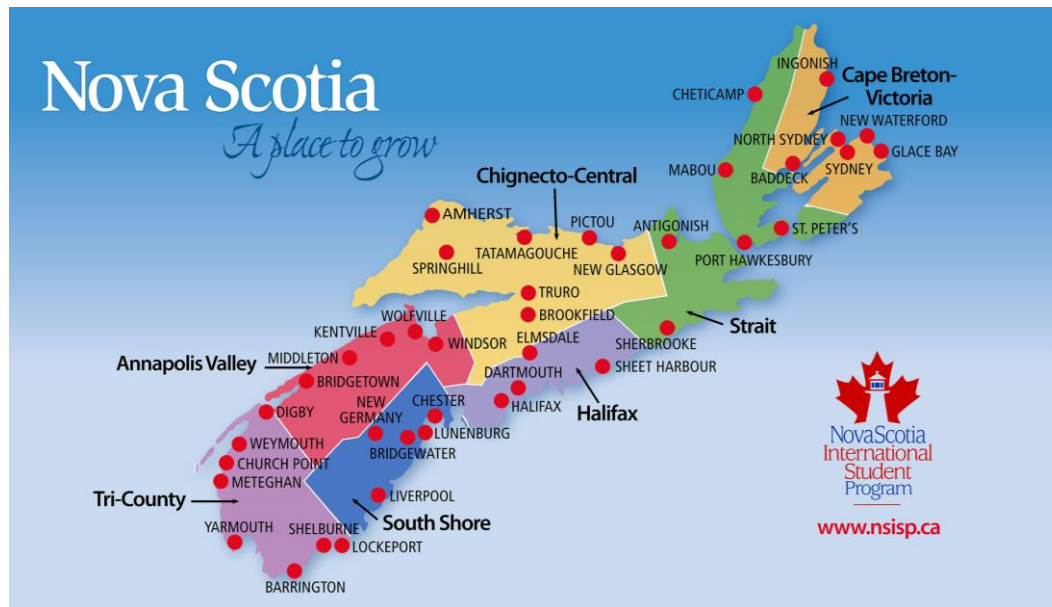 Nova Scotia
A place to grow
INGONISH
Cape Breton-
Victoria
CHETICAMP
NEW WATERFORD
NORTH SYDNEY
GLACE BAY
MABOU
BADDECK
SYDNEY
Chignecto-Central
AMHERST
PICTOU
ANTIGONISH
ST. PETER'S
TATAMAGOUCHE
SPRINGHILL
NEW GLASGOW
PORT HAWKESBURY
TRURO
BROOKFIELD
WOLFVILLE
KENTVILLE
WINDSOR
ELMSDALE
SHERBROOKE
Strait
Annapolis Valley
MIDDLETON
BRIDGETOWN
DARTMOUTH
SHEET HARBOUR
HALIFAX
Halifax
DIGBY
NEW
GERMANY
CHESTER
LUNENBURG
BRIDGEWATER
WEYMOUTH
CHURCH POINT
METEGHAN
Tri-County
LIVERPOOL
South Shore
YARMOUTH
SHELBURNE
LOCKEPORT
BARRINGTON
NovaScotia
International
Student
Program
www.nsisp.ca